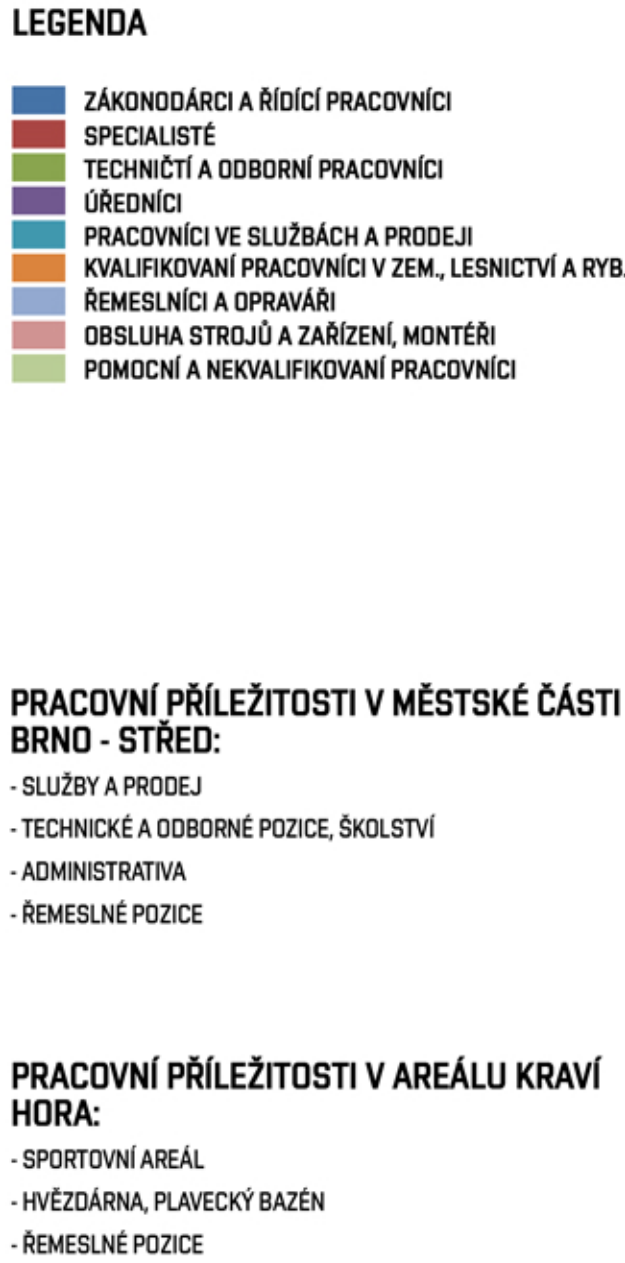 LEGENDA
ZÁKONODÁRCI A ŘÍDÍCÍ PRACOVNÍCI
SPECIALISTÉ
TECHNIČTÍ A ODBORNÍ PRACOVNÍCI
ÚŘEDNÍCI
PRACOVNÍCI VE SLUŽBÁCH A PRODEJI
KVALIFIKOVANÍ PRACOVNÍCI V ZEM., LESNICTVÍ A RYB.
ŘEMESLNÍCI A OPRAVÁŘI
OBSLUHA STROJŮ A ZAŘÍZENÍ, MONTÉŘI
POMOCNÍ A NEKVALIFIKOVANÍ PRACOVNÍCI
PRACOVNÍ PŘÍLEŽITOSTI V MĚSTSKÉ ČÁSTI
BRNO - STŘED:
- SLUŽBY A PRODEJ
- TECHNICKÉ A ODBORNÉ POZICE, ŠKOLSTVÍ
- ADMINISTRATIVA
- ŘEMESLNÉ POZICE
PRACOVNÍ PŘÍLEŽITOSTI V AREÁLU KRAVÍ
HORA:
- SPORTOVNÍ AREÁL
- HVĚZDÁRNA, PLAVECKÝ BAZÉN
- ŘEMESLNÉ POZICE